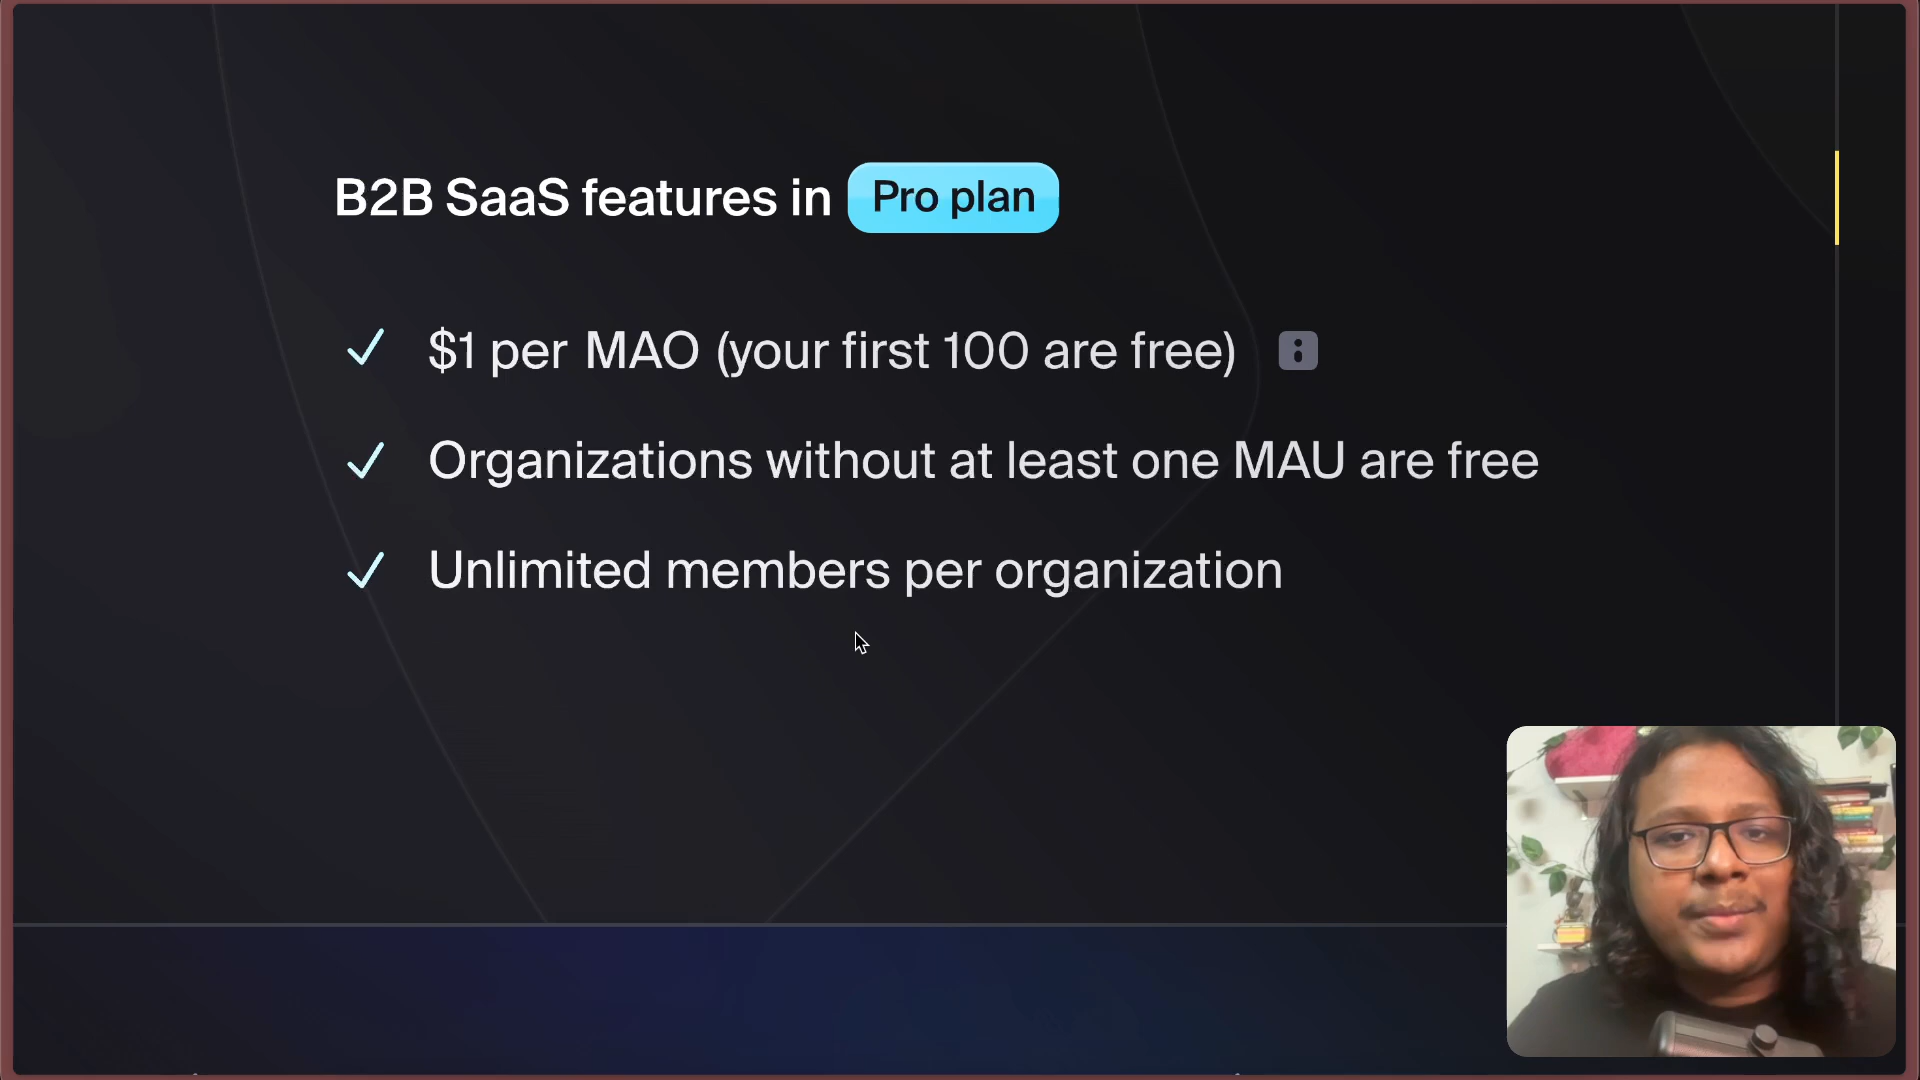 B2B SaaS features in Pro plan
$1 per MAO (your first 100 are free)
Organizations without at least one MAU are free
Unlimited members per organization